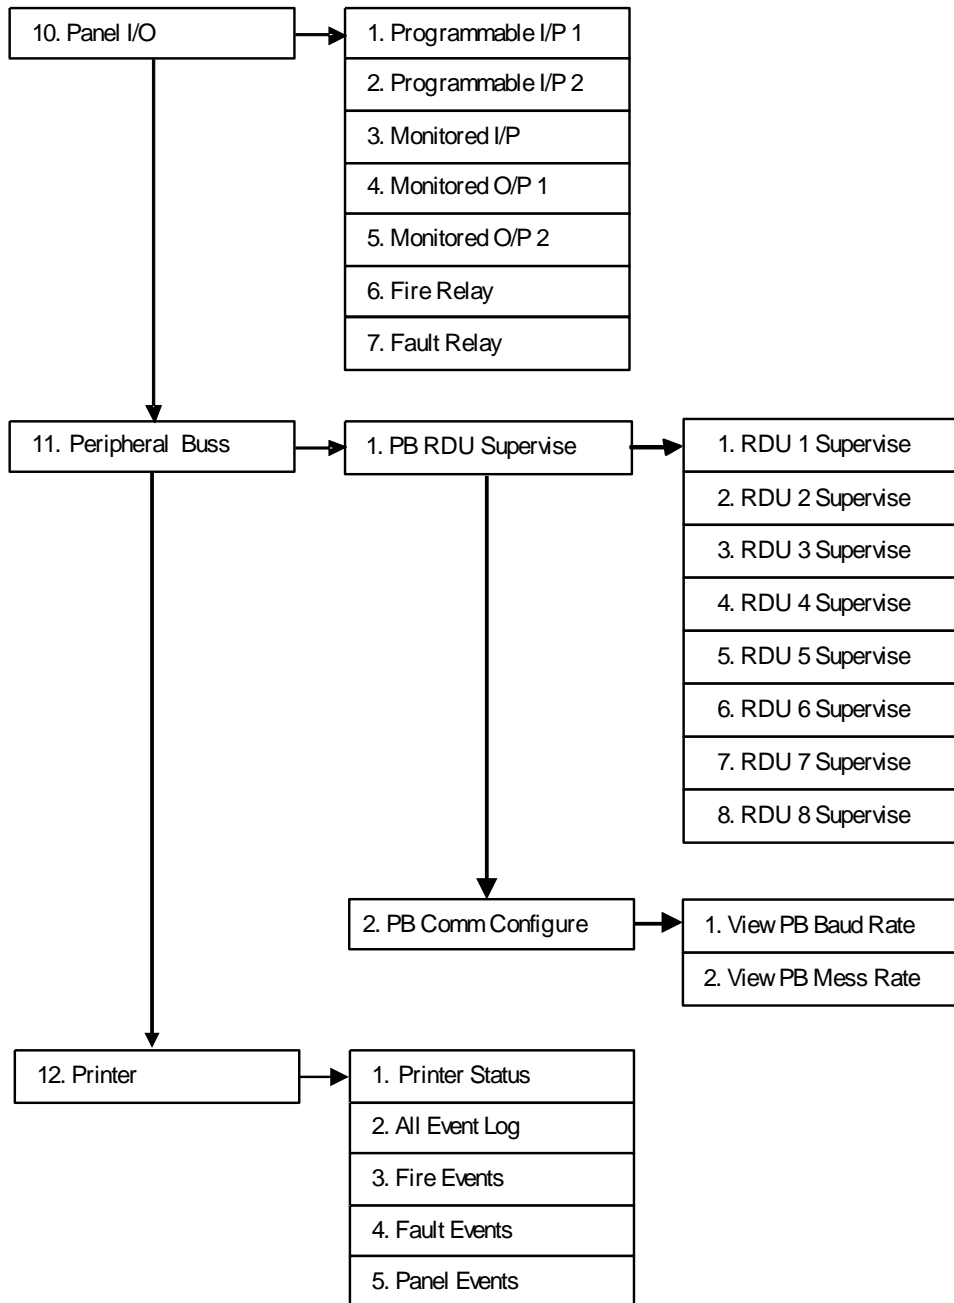 10. Panel I/O
1. Programmable I/P 1
2. Programmable I/P 2
3. Monitored I/P
4. Monitored O/P 1
5. Monitored O/P 2
6. Fire Relay
7. Fault Relay
11. Peripheral Buss
1. PB RDU Supervise
1. RDU 1 Supervise
2. RDU 2 Supervise
3. RDU 3 Supervise
4. RDU 4 Supervise
5. RDU 5 Supervise
6. RDU 6 Supervise
7. RDU 7 Supervise
8. RDU 8 Supervise
2. PB Comm Configure
1. View PB Baud Rate
2. View PB Mess Rate
12. Printer
1. Printer Status
2. All Event Log
3. Fire Events
4. Fault Events
5. Panel Events